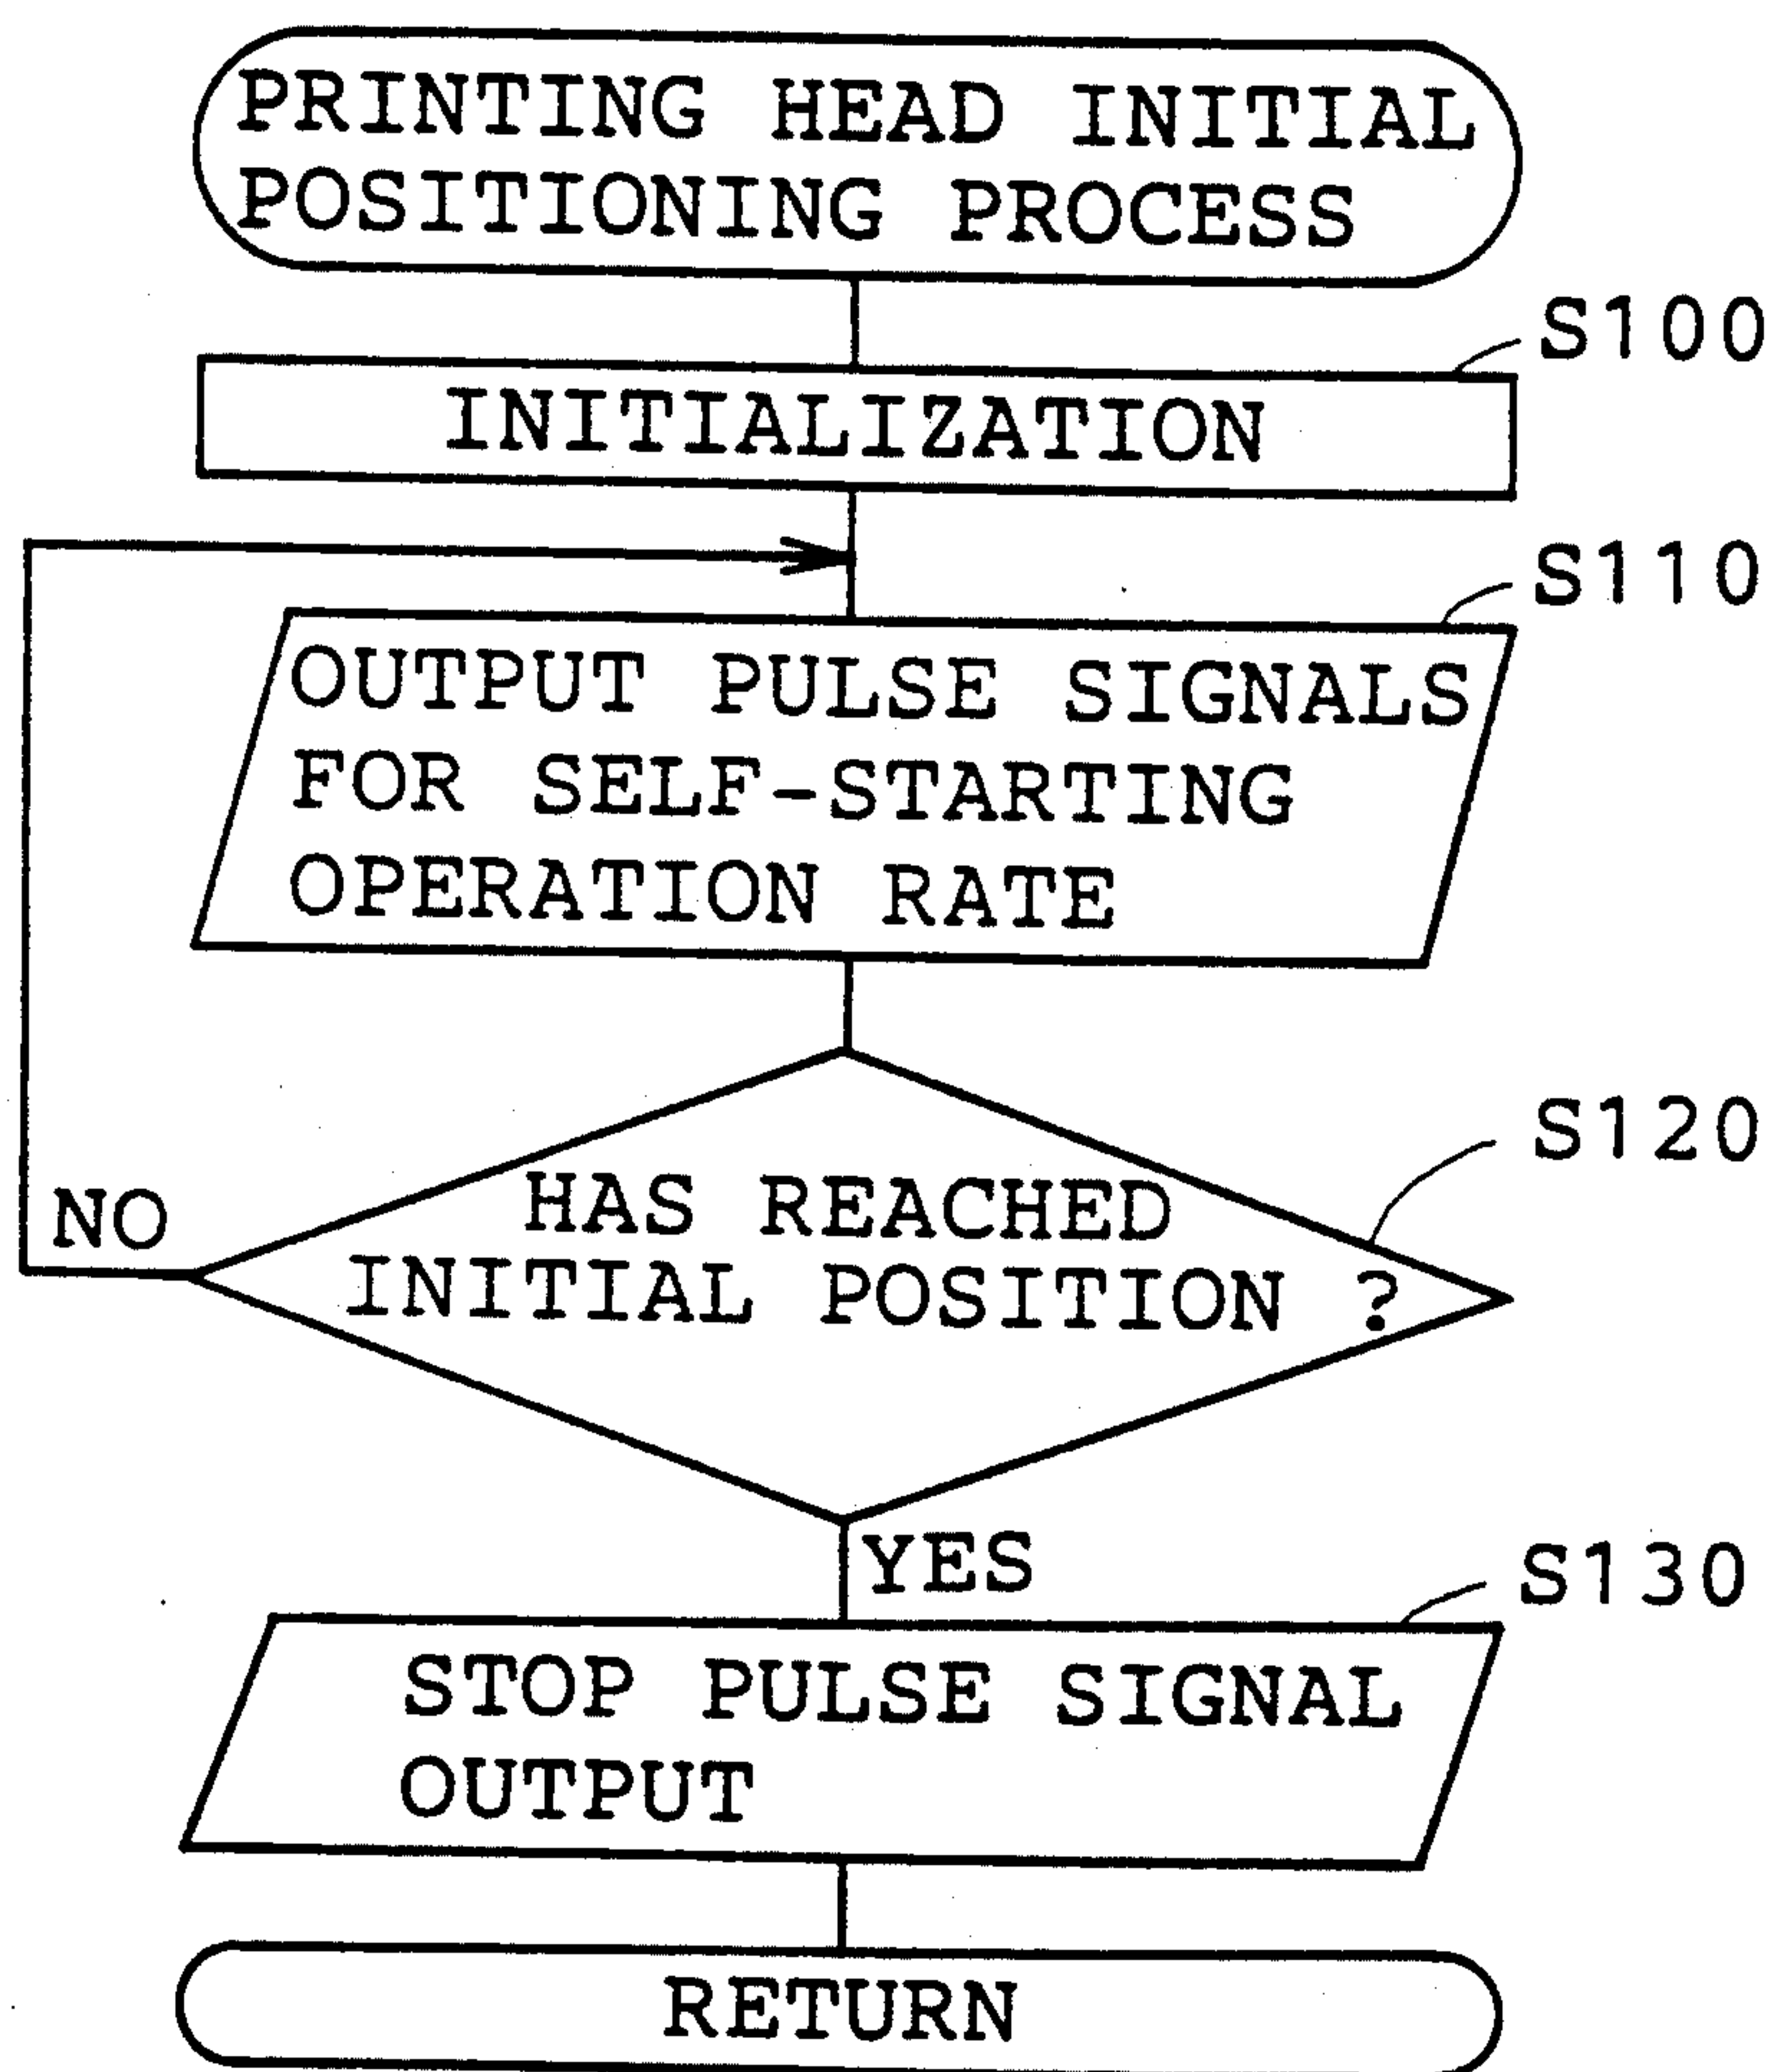 PRINTING HEAD INITIAL
POSITIONING PROCESS
S100
INITIALIZATION
S110
OUTPUT PULSE SIGNALS
FOR SELF-STARTING
OPERATION RATE
S120
HAS REACHED
INITIAL POSITION ?
NO
YES
S130
STOP PULSE SIGNAL
OUTPUT
RETURN